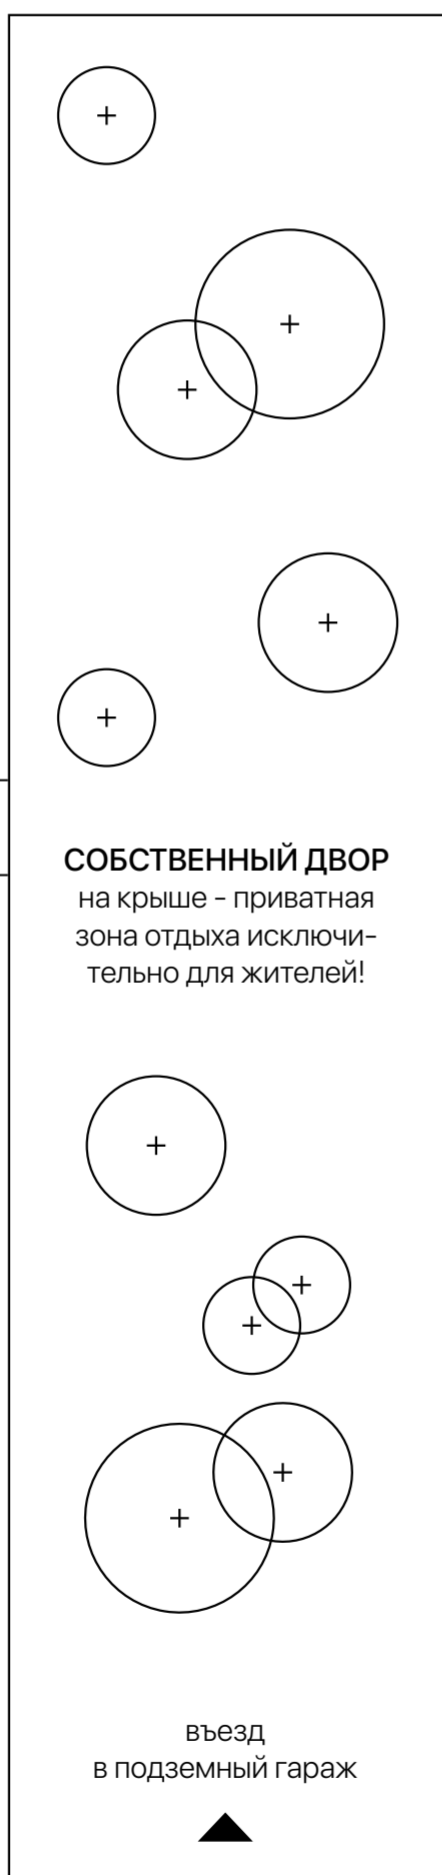 СОБСТВЕННЫЙ ДВОР
на крыше - приватная
зона отдыха исключи-
тельно для жителей!
въезд
в подземный гараж